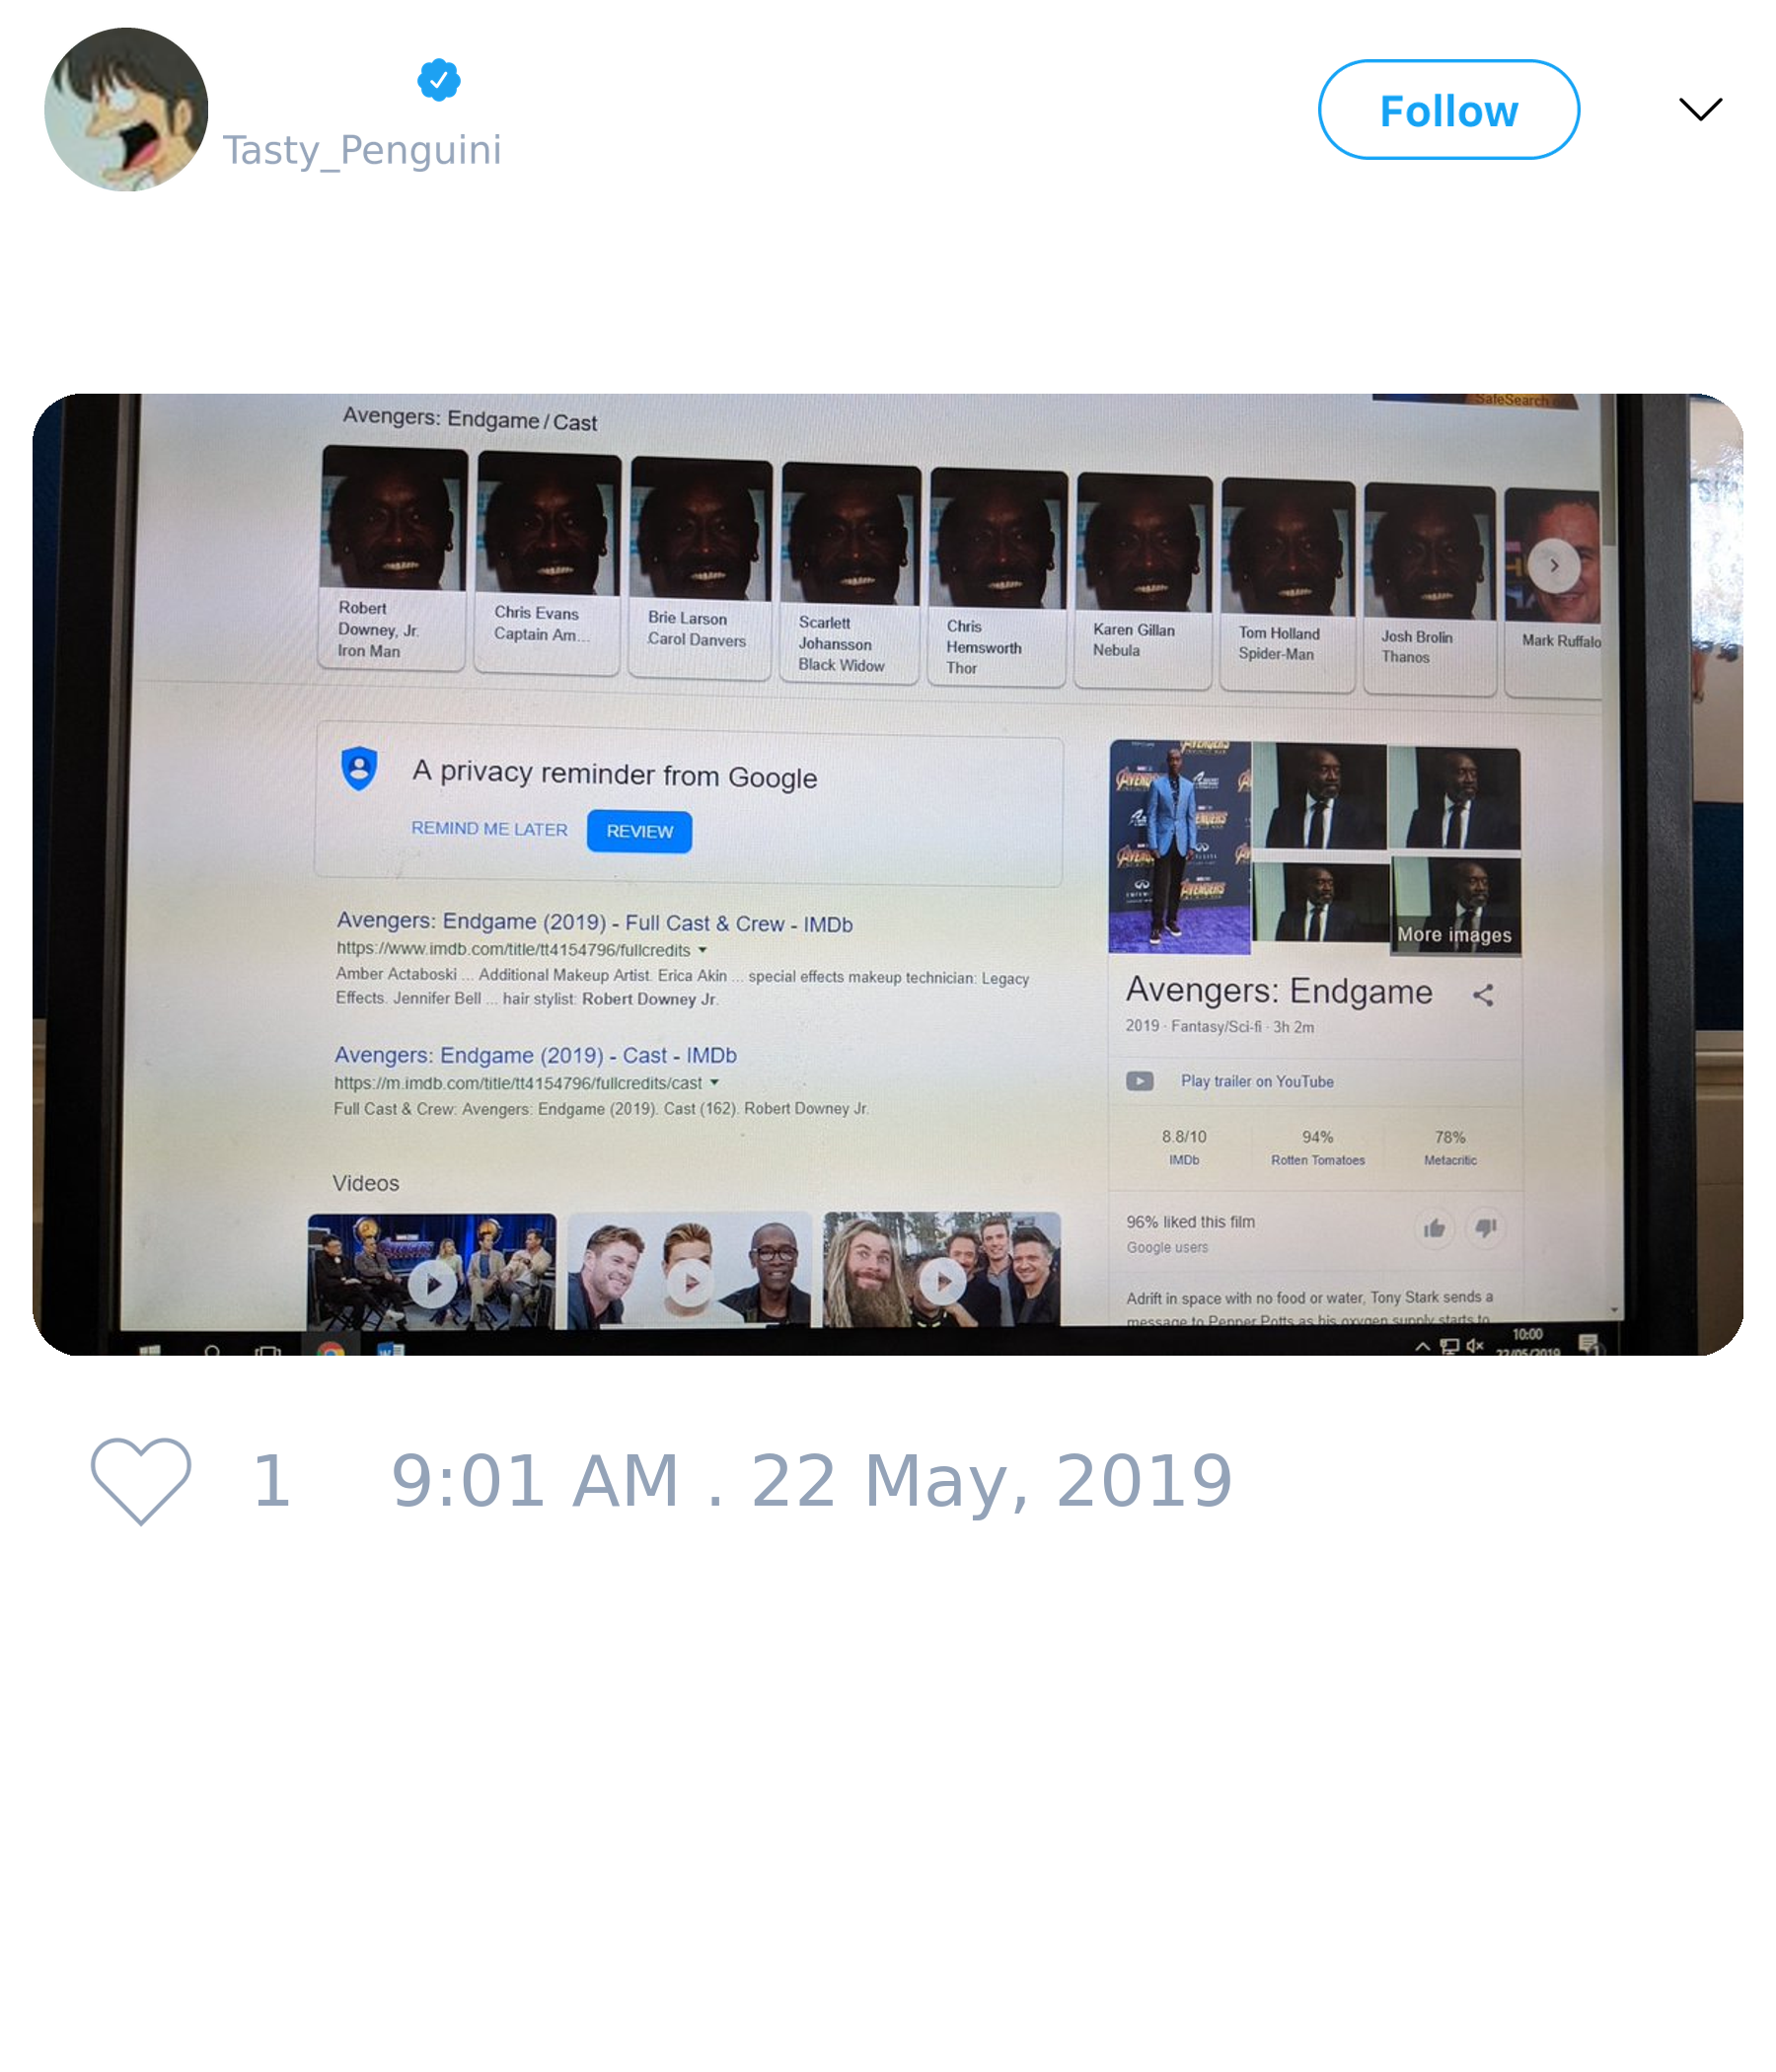 Tasty_Penguini
Follow
SafeSearch
Avengers: Endgame / Cast
Robert
Downey, Jr.
Iron Man
Chris Evans
Captain Am...
Brie Larson
Carol Danvers
Scarlett
Johansson
Black Widow
Chris
Hemsworth
Thor
Karen Gillan
Nebula
Tom Holland
Spider-Man
Josh Brolin
Thanos
Mark Ruffalo
A privacy reminder from Google
REMIND ME LATER
REVIEW
AVENGERS
More images
Avengers: Endgame (2019) - Full Cast & Crew - IMDb
https://www.imdb.com/title/tt4154796/fullcredits
Amber Actaboski ... Additional Makeup Artist. Erica Akin ... special effects makeup technician: Legacy
Effects. Jennifer Bell ... hair stylist: Robert Downey Jr.
Avengers: Endgame (2019) - Cast - IMDb
https://m.imdb.com/title/tt4154796/fullcredits/cast
Full Cast & Crew: Avengers: Endgame (2019). Cast (162). Robert Downey Jr.
Videos
Avengers: Endgame
2019 · Fantasy/Sci-fi · 3h 2m
Play trailer on YouTube
8.8/10 94% 78%
IMDb Rotten Tomatoes Metacritic
96% liked this film
Google users
Adrift in space with no food or water, Tony Stark sends a
message to Pepper Potts as his oxygen supply starts to
10:00
22/05/2019
1 9:01 AM . 22 May, 2019